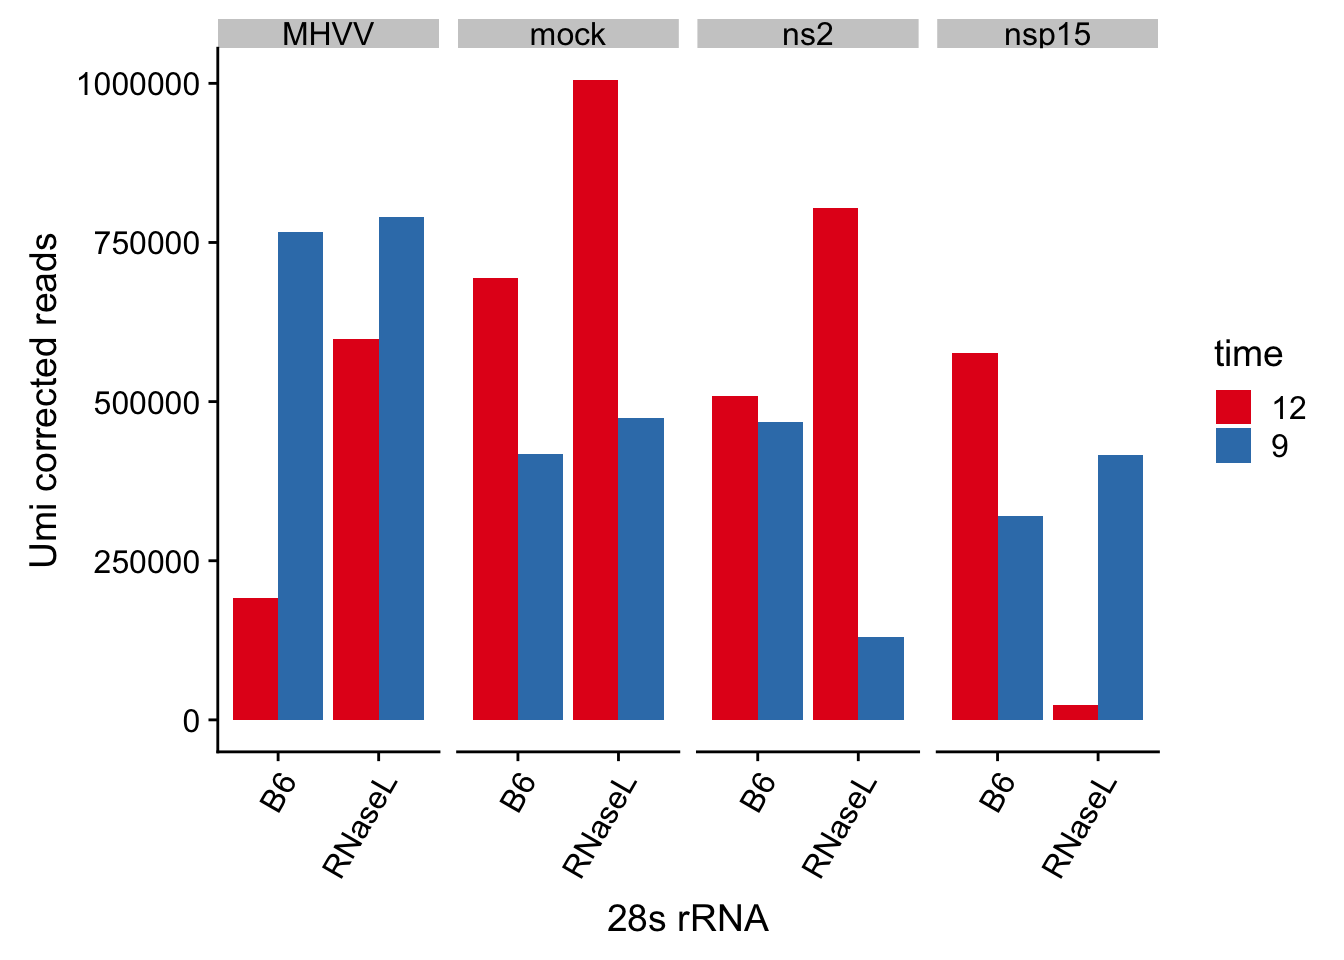 MHVV mock ns2 nsp15
1000000
750000
500000
250000
0
Umi corrected reads
B6 RNaseL B6 RNaseL B6 RNaseL B6 RNaseL
28s rRNA
time
12
9